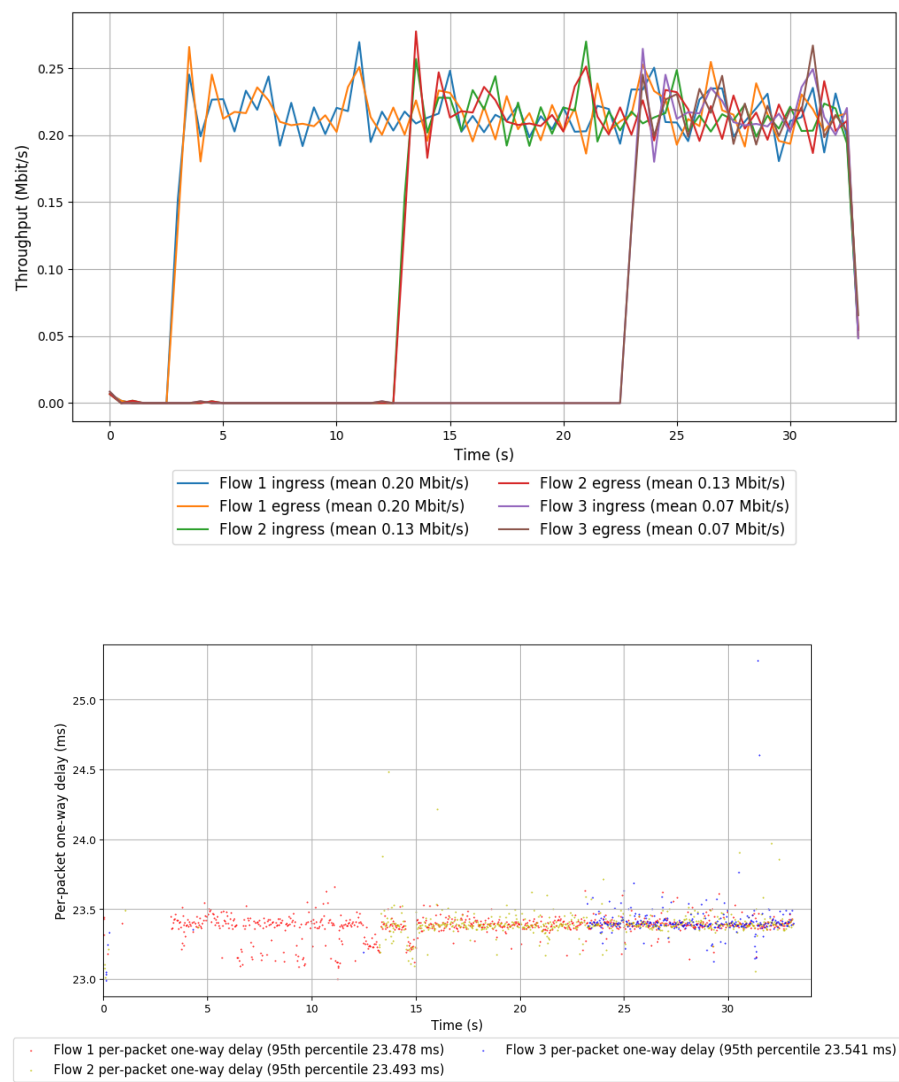 0.25
0.20
0.15
0.10
0.05
0.00
Throughput (Mbit/s)
0 5 10 15 20 25 30
Time (s)
Flow 1 ingress (mean 0.20 Mbit/s)
Flow 1 egress (mean 0.20 Mbit/s)
Flow 2 ingress (mean 0.13 Mbit/s)
Flow 2 egress (mean 0.13 Mbit/s)
Flow 3 ingress (mean 0.07 Mbit/s)
Flow 3 egress (mean 0.07 Mbit/s)
25.0
24.5
24.0
23.5
23.0
Per-packet one-way delay (ms)
0 5 10 15 20 25 30
Time (s)
Flow 1 per-packet one-way delay (95th percentile 23.478 ms)
Flow 2 per-packet one-way delay (95th percentile 23.493 ms)
Flow 3 per-packet one-way delay (95th percentile 23.541 ms)